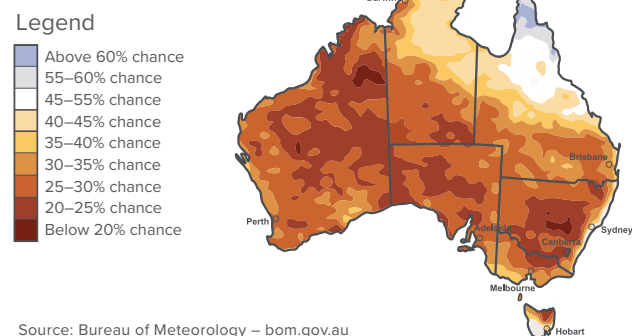 Legend
Above 60% chance
55–60% chance
45–55% chance
40–45% chance
35–40% chance
30–35% chance
25–30% chance
20–25% chance
Below 20% chance
Brisbane
Perth
Adelaide
Sydney
Canberra
Melbourne
Hobart
Source: Bureau of Meteorology – bom.gov.au